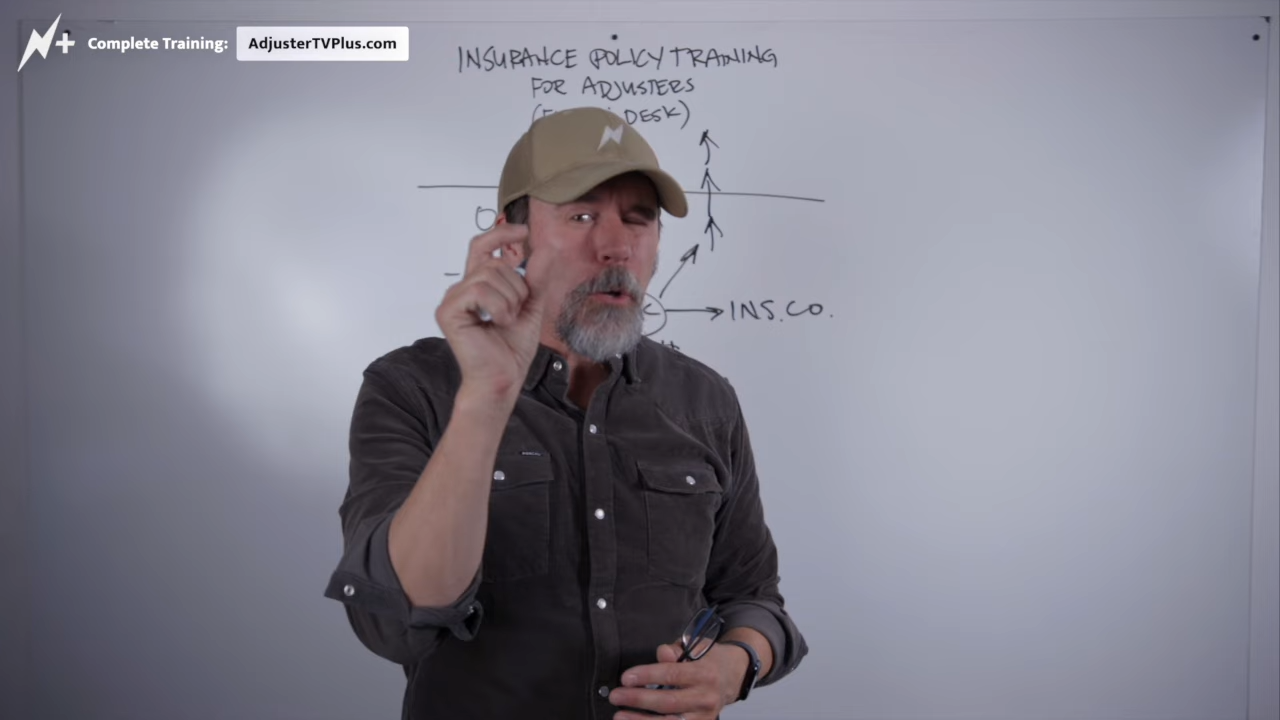 Complete Training: AdjusterTVPlus.com
INSURANCE POLICY TRAINING
FOR ADJUSTERS
DESK)
INS.CO.